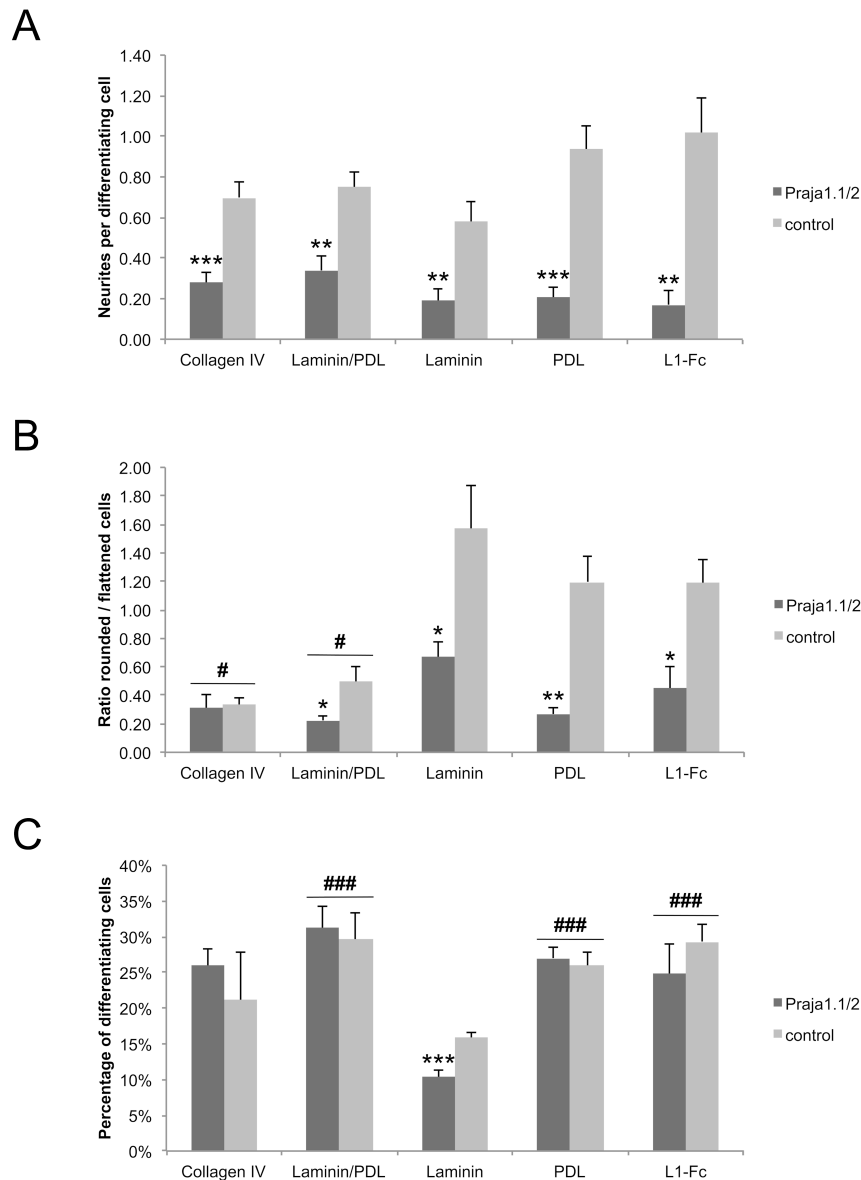 A
1.40
1.20
1.00
0.80
0.60
0.40
0.20
0.00
Neurites per differentiating cell
*** ** ** *** **
Collagen IV Laminin/PDL Laminin PDL L1-Fc
Praja1.1/2
control
B
2.00
1.80
1.60
1.40
1.20
1.00
0.80
0.60
0.40
0.20
0.00
Ratio rounded / flattened cells
# #
* * ** *
Collagen IV Laminin/PDL Laminin PDL L1-Fc
Praja1.1/2
control
C
40%
35%
30%
25%
20%
15%
10%
5%
0%
Percentage of differentiating cells
### ### ###
***
Collagen IV Laminin/PDL Laminin PDL L1-Fc
Praja1.1/2
control